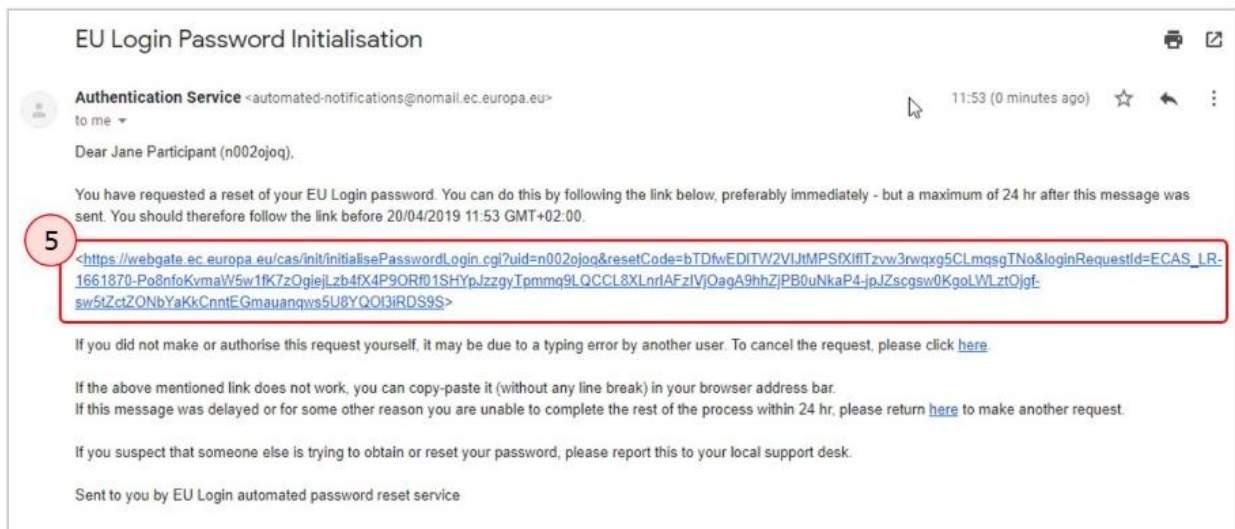 EU Login Password Initialisation
Authentication Service <automated-notifications@nomail.ec.europa.eu>
11:53 (0 minutes ago)
to me
Dear Jane Participant (n002ojoq),
You have requested a reset of your EU Login password. You can do this by following the link below, preferably immediately - but a maximum of 24 hr after this message was
sent. You should therefore follow the link before 20/04/2019 11:53 GMT+02:00.
5
<https://webgate.ec.europa.eu/cas/init/initialisePasswordLogin.cgi?uid=n002ojoq&resetCode=bTDfwEDITW2VIJtMPSfXIflTzvw3rwqxg5CLmqsgTNo&loginRequestId=ECAS_LR-
1661870-Po8nfoKvmaW5w1fK7zOgiejLzb4fX4P9ORf01SHYpJzzgyTpmmq9LQCCL8XLnrIAFzIVjOagA9hhZjPB0uNkaP4-jpJZscgsw0KgoLWLztOjgf-
sw5tZctZONbYaKkCnntEGmauanqws5U8YQOI3iRDS9S>
If you did not make or authorise this request yourself, it may be due to a typing error by another user. To cancel the request, please click here.
If the above mentioned link does not work, you can copy-paste it (without any line break) in your browser address bar.
If this message was delayed or for some other reason you are unable to complete the rest of the process within 24 hr, please return here to make another request.
If you suspect that someone else is trying to obtain or reset your password, please report this to your local support desk.
Sent to you by EU Login automated password reset service